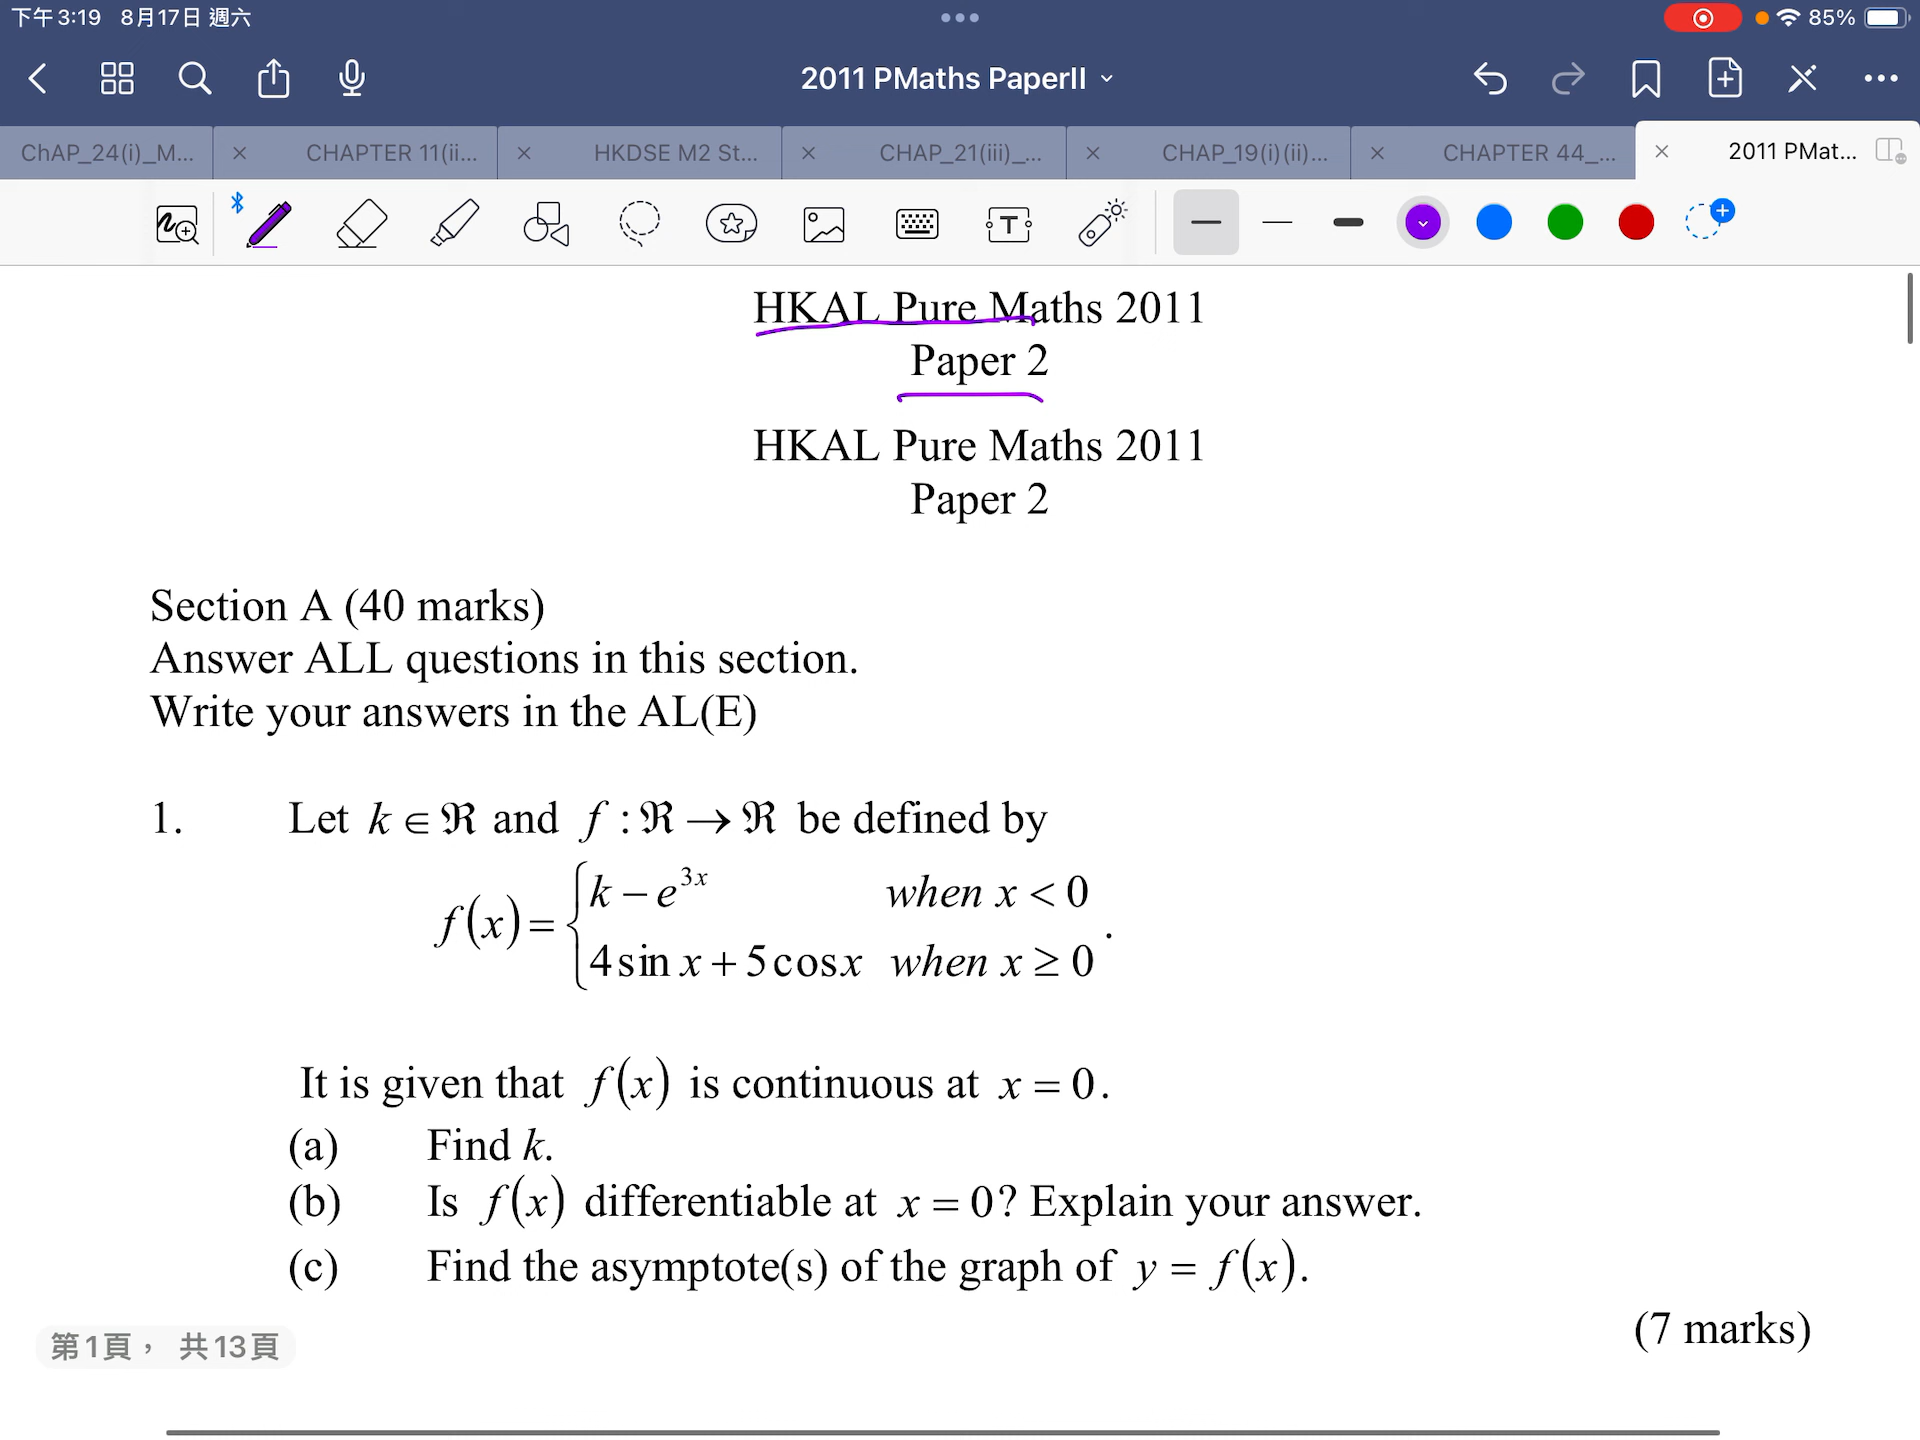 下午3:19 8月17日 週六
85%
2011 PMaths PaperII
ChAP_24(i)_M...
CHAPTER 11(ii...
HKDSE M2 St...
CHAP_21(iii)_...
CHAP_19(i)(ii)...
CHAPTER 44_...
2011 PMat...
HKAL Pure Maths 2011
Paper 2
HKAL Pure Maths 2011
Paper 2
Section A (40 marks)
Answer ALL questions in this section.
Write your answers in the AL(E)
1. Let k ∈ ℜ and f : ℜ → ℜ be defined by
f(x) = { k − e^{3x} when x < 0
4 sin x + 5 cos x when x ≥ 0 .
It is given that f(x) is continuous at x = 0.
(a) Find k.
(b) Is f(x) differentiable at x = 0? Explain your answer.
(c) Find the asymptote(s) of the graph of y = f(x).
(7 marks)
第1頁， 共13頁